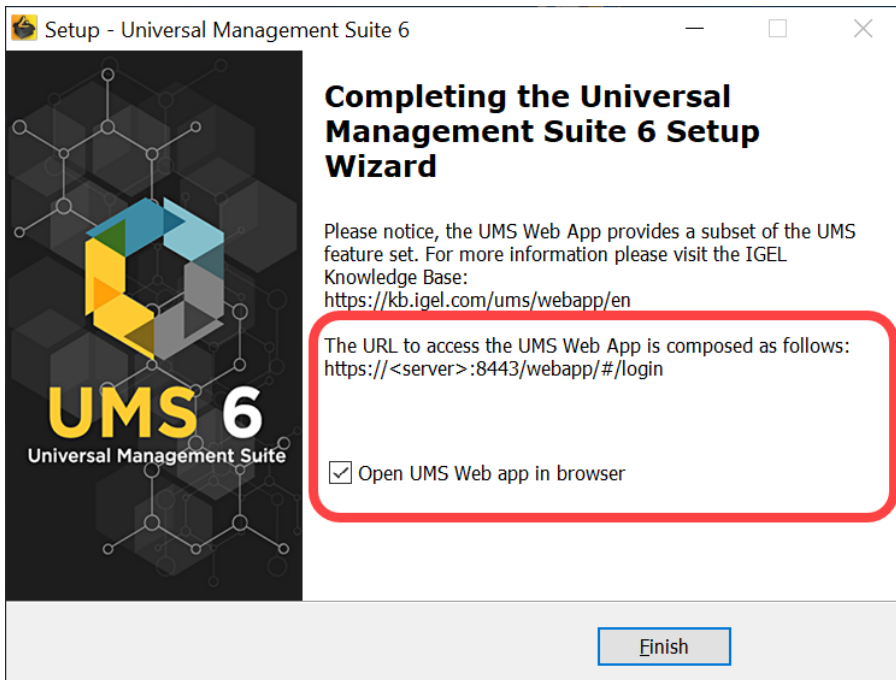 Setup - Universal Management Suite 6
Completing the Universal
Management Suite 6 Setup
Wizard
Please notice, the UMS Web App provides a subset of the UMS
feature set. For more information please visit the IGEL
Knowledge Base:
https://kb.igel.com/ums/webapp/en
The URL to access the UMS Web App is composed as follows:
https://<server>:8443/webapp/#/login
Open UMS Web app in browser
UMS 6
Universal Management Suite
Finish